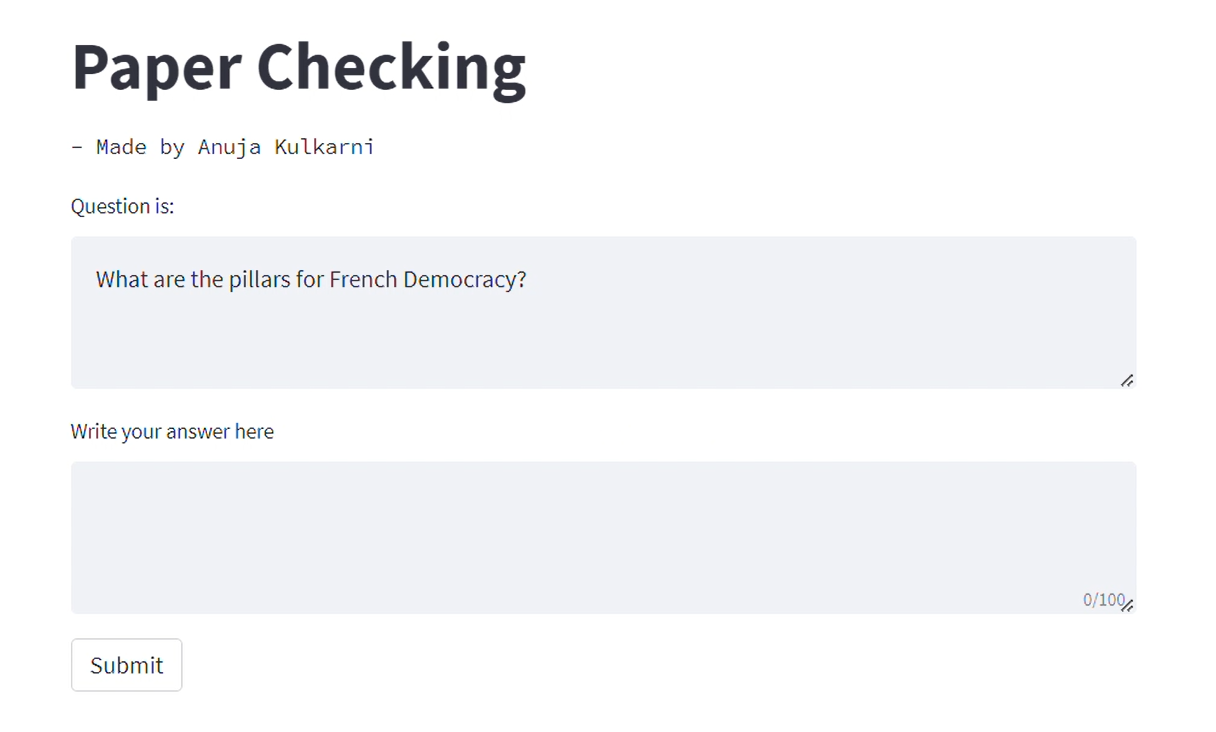 Paper Checking
- Made by Anuja Kulkarni
Question is:
What are the pillars for French Democracy?
Write your answer here
0/100
Submit